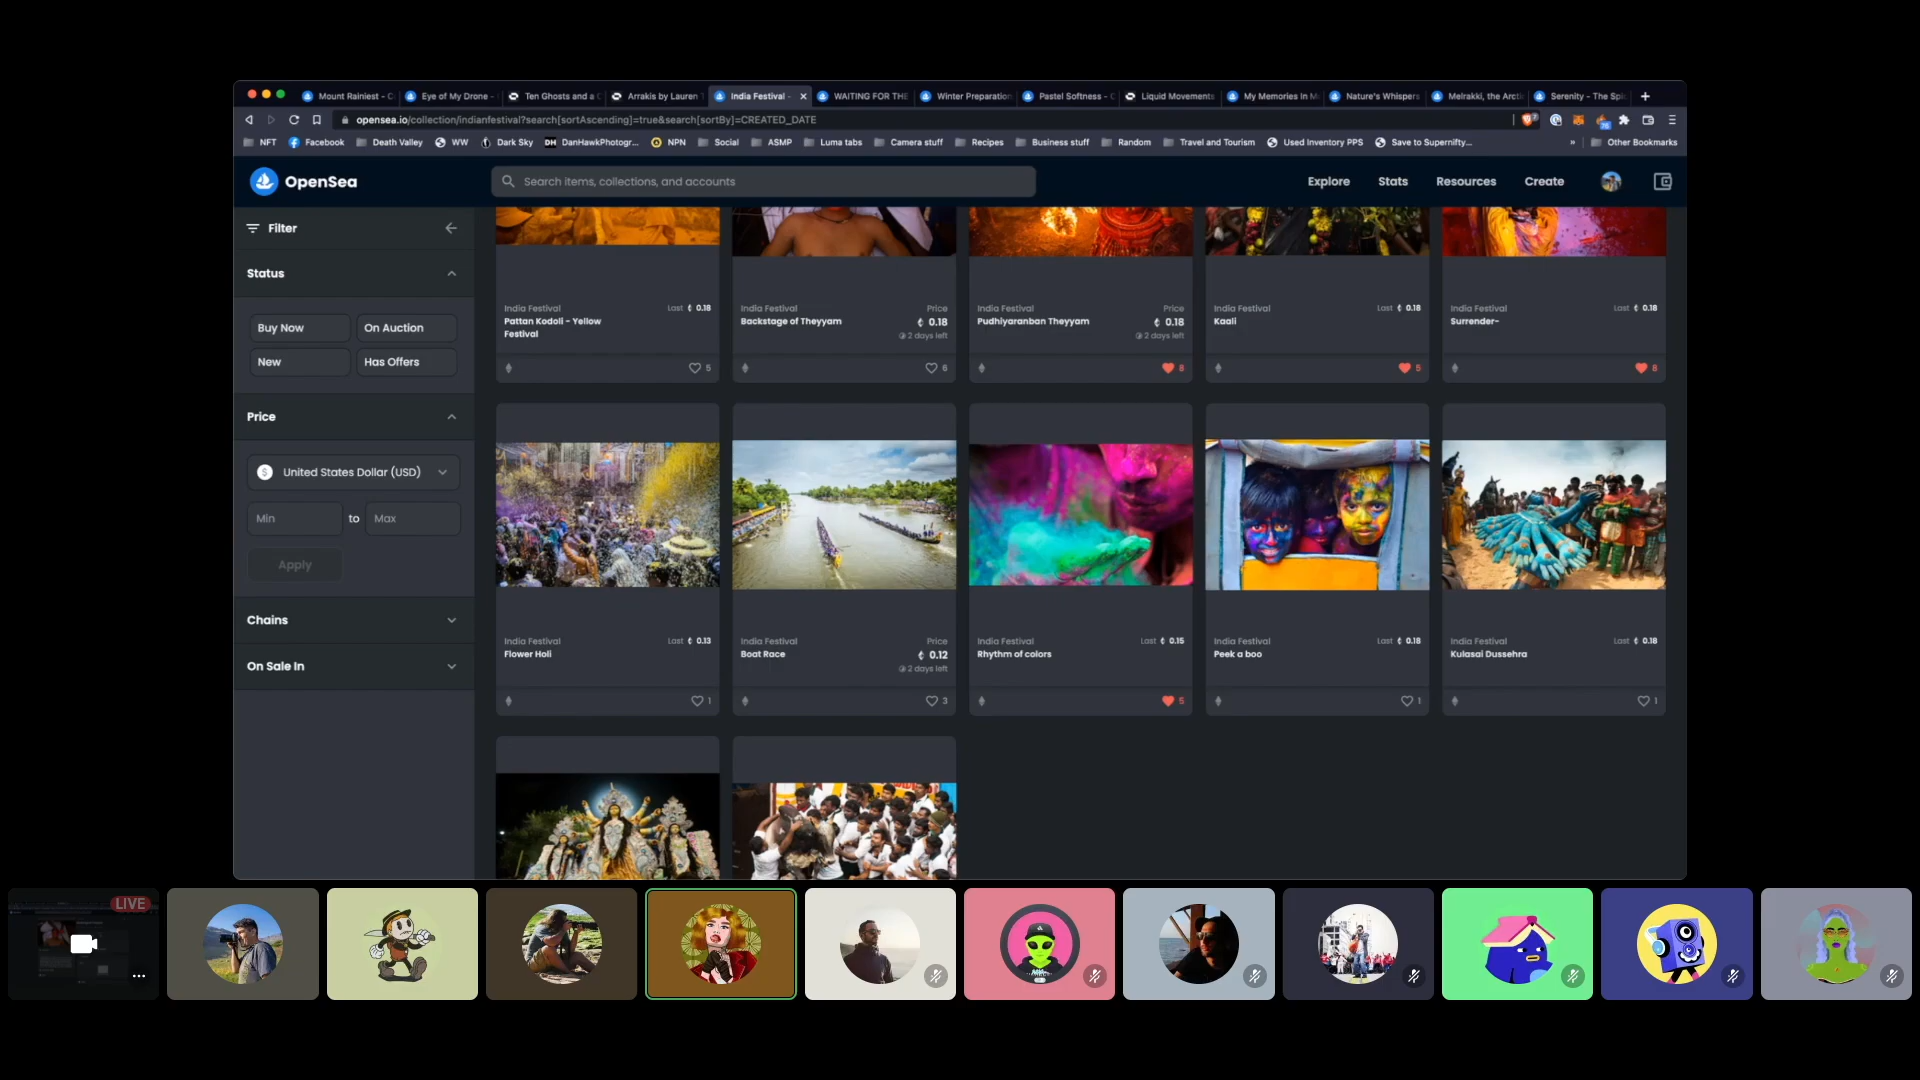 Mount Rainiest - C
Eye of My Drone -
Ten Ghosts and a C
Arrakis by Lauren T
India Festival -
WAITING FOR THE
Winter Preparation
Pastel Softness - C
Liquid Movements
My Memories In M
Nature's Whispers
Melrakki, the Arctic
Serenity - The Spi
opensea.io/collection/indianfestival?search[sortAscending]=true&search[sortBy]=CREATED_DATE
NFT
Facebook
Death Valley
WW
Dark Sky
DH DanHawkPhotogr...
NPN
Social
ASMP
Luma tabs
Camera stuff
Recipes
Business stuff
Random
Travel and Tourism
Used Inventory PPS
Save to Supernifty...
»
Other Bookmarks
OpenSea
Search items, collections, and accounts
Explore
Stats
Resources
Create
Filter
Status
Buy Now
On Auction
New
Has Offers
Price
$ United States Dollar (USD)
Min
to
Max
Apply
Chains
On Sale In
India Festival
Last 0.18
Pattan Kodoli - Yellow
Festival
5
India Festival
Price
Backstage of Theyyam
0.18
2 days left
6
India Festival
Price
Pudhiyaranban Theyyam
0.18
2 days left
8
India Festival
Last 0.18
Kaali
5
India Festival
Last 0.18
Surrender-
8
India Festival
Last 0.13
Flower Holi
1
India Festival
Price
Boat Race
0.12
2 days left
3
India Festival
Last 0.15
Rhythm of colors
5
India Festival
Last 0.18
Peek a boo
1
India Festival
Last 0.18
Kulasai Dussehra
1
LIVE